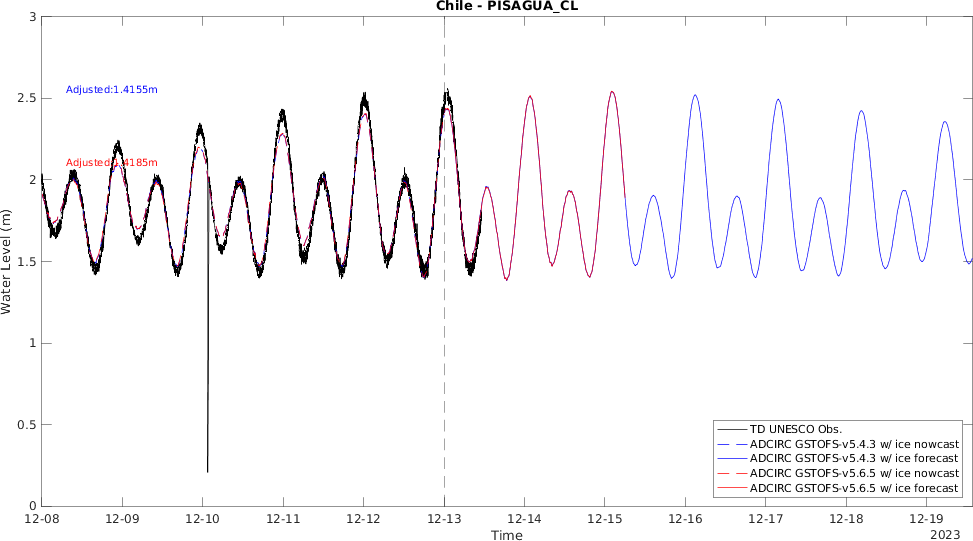 Chile - PISAGUA_CL
3
2.5
2
1.5
1
0.5
0
Water Level (m)
Adjusted:1.4155m
Adjusted:1.4185m
TD UNESCO Obs.
ADCIRC GSTOFS-v5.4.3 w/ ice nowcast
ADCIRC GSTOFS-v5.4.3 w/ ice forecast
ADCIRC GSTOFS-v5.6.5 w/ ice nowcast
ADCIRC GSTOFS-v5.6.5 w/ ice forecast
12-08 12-09 12-10 12-11 12-12 12-13 12-14 12-15 12-16 12-17 12-18 12-19
Time
2023